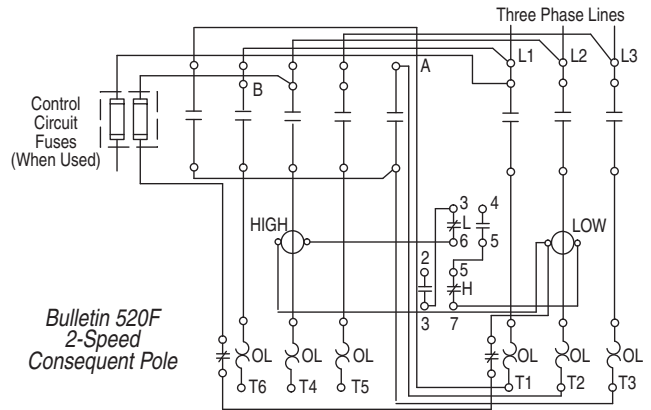 Three Phase Lines
L1 L2 L3
A
B
Control
Circuit
Fuses
(When Used)
3 4
HIGH L LOW
6 5
2 5
H
3 7
Bulletin 520F
2-Speed
Consequent Pole
OL OL OL OL OL OL
T6 T4 T5 T1 T2 T3